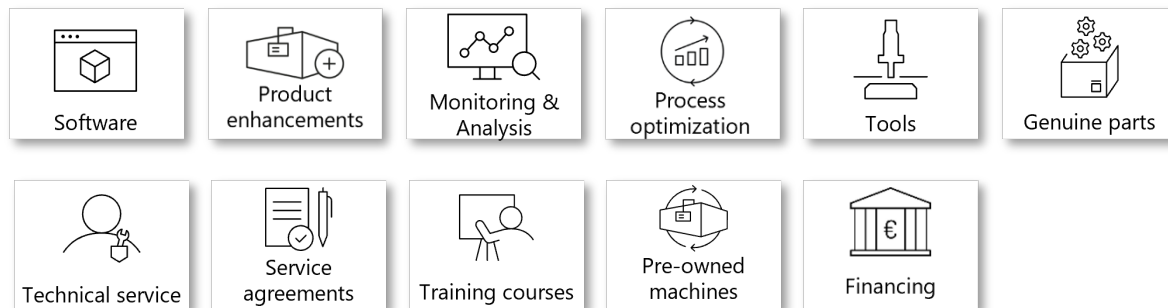 Software
Product
enhancements
Monitoring &
Analysis
Process
optimization
Tools
Genuine parts
Technical service
Service
agreements
Training courses
Pre-owned
machines
€
Financing